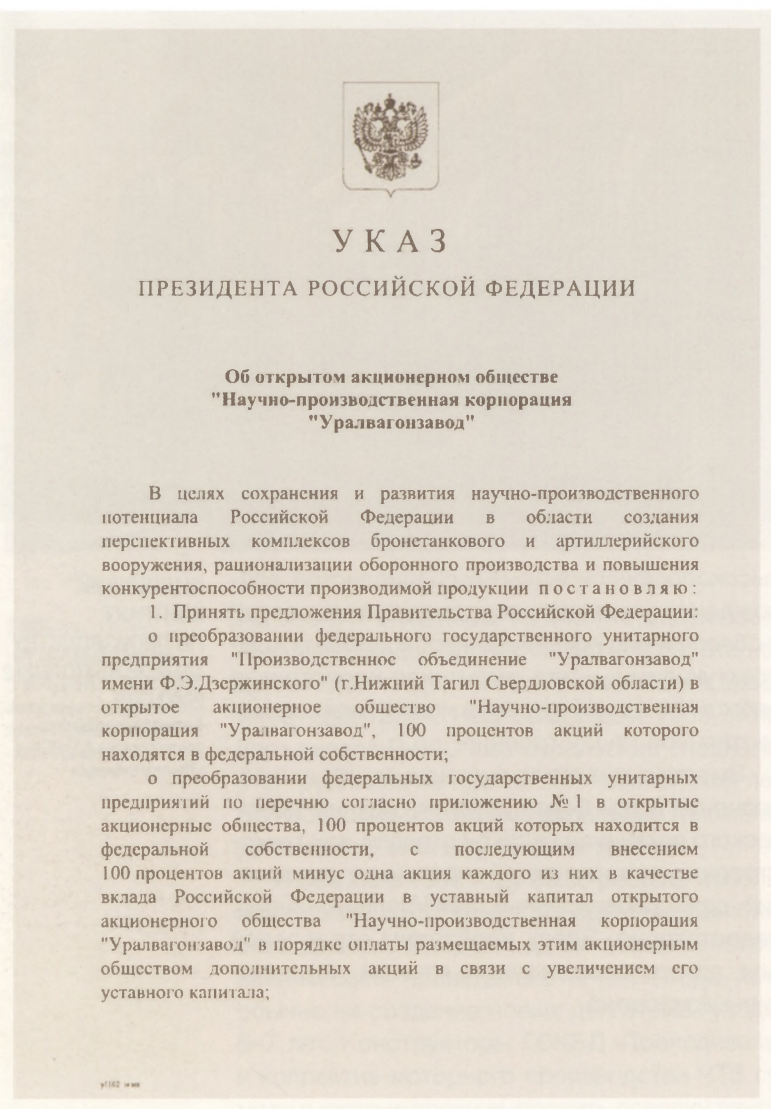 УКАЗ
ПРЕЗИДЕНТА РОССИЙСКОЙ ФЕДЕРАЦИИ
Об открытом акционерном обществе
"Научно-производственная корпорация
"Уралвагонзавод"
В целях сохранения и развития научно-производственного
потенциала Российской Федерации в области создания
перспективных комплексов бронетанкового и артиллерийского
вооружения, рационализации оборонного производства и повышения
конкурентоспособности производимой продукции постановляю:
1. Принять предложения Правительства Российской Федерации:
о преобразовании федерального государственного унитарного
предприятия "Производственное объединение "Уралвагонзавод"
имени Ф.Э.Дзержинского" (г.Нижний Тагил Свердловской области) в
открытое акционерное общество "Научно-производственная
корпорация "Уралвагонзавод", 100 процентов акций которого
находятся в федеральной собственности;
о преобразовании федеральных государственных унитарных
предприятий по перечню согласно приложению № 1 в открытые
акционерные общества, 100 процентов акций которых находится в
федеральной собственности, с последующим внесением
100 процентов акций минус одна акция каждого из них в качестве
вклада Российской Федерации в уставный капитал открытого
акционерного общества "Научно-производственная корпорация
"Уралвагонзавод" в порядке оплаты размещаемых этим акционерным
обществом дополнительных акций в связи с увеличением его
уставного капитала;